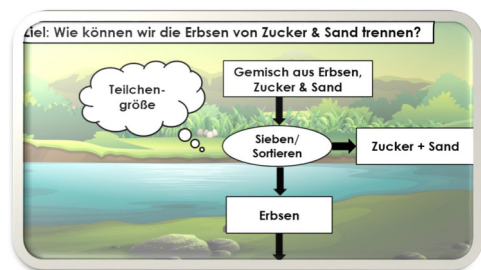 Ziel: Wie können wir die Erbsen von Zucker & Sand trennen?
Gemisch aus Erbsen,
Zucker & Sand
Teilchen-
größe
Sieben/
Sortieren
Zucker + Sand
Erbsen